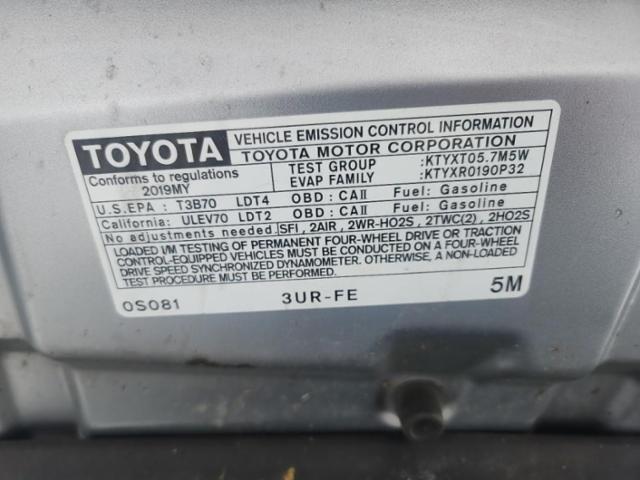 TOYOTA
VEHICLE EMISSION CONTROL INFORMATION
TOYOTA MOTOR CORPORATION
Conforms to regulations
2019MY
TEST GROUP :KTYXT05.7M5W
EVAP FAMILY :KTYXR0190P32
U.S.EPA : T3B70 LDT4 OBD : CAII Fuel: Gasoline
California: ULEV70 LDT2 OBD : CAII Fuel: Gasoline
No adjustments needed. SFI, 2AIR, 2WR-HO2S, 2TWC(2), 2HO2S
LOADED I/M TESTING OF PERMANENT FOUR-WHEEL DRIVE OR TRACTION
CONTROL-EQUIPPED VEHICLES MUST BE CONDUCTED ON A FOUR-WHEEL
DRIVE SPEED SYNCHRONIZED DYNAMOMETER. OTHERWISE, A NON-LOADED
TEST PROCEDURE MUST BE USED.
0S081 3UR-FE 5M